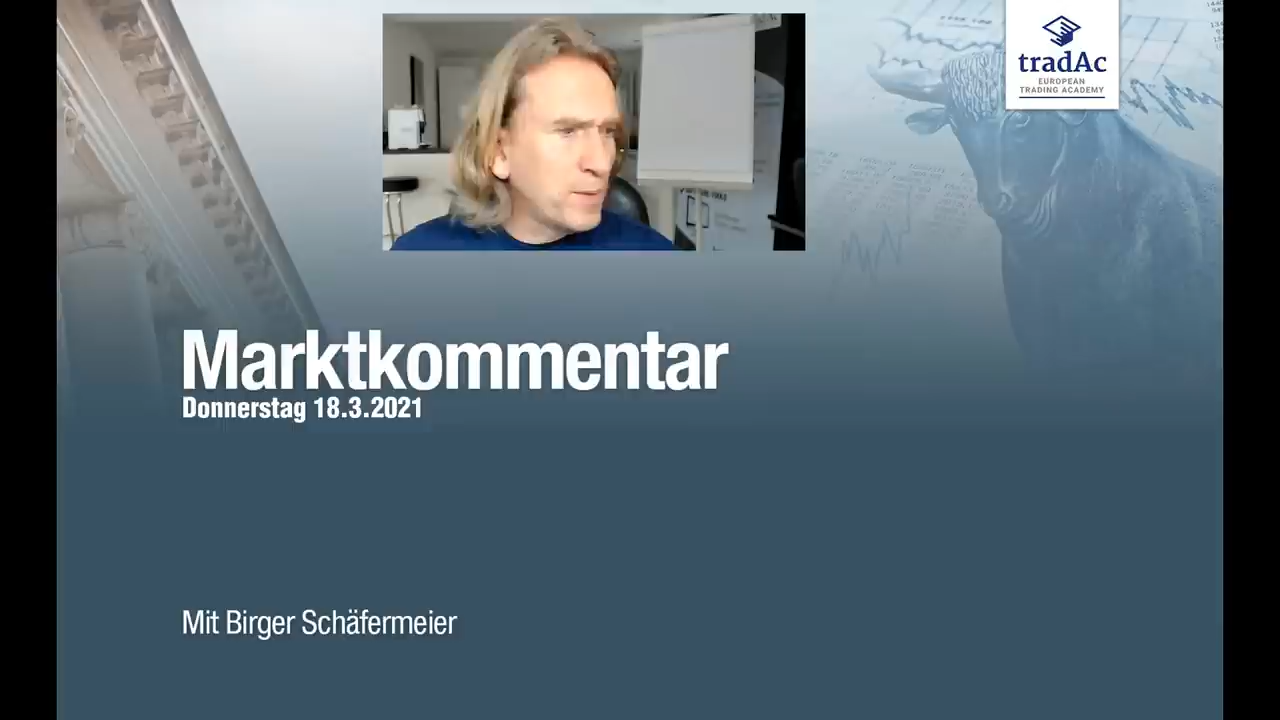 tradAc
EUROPEAN
TRADING ACADEMY
Marktkommentar
Donnerstag 18.3.2021
Mit Birger Schäfermeier